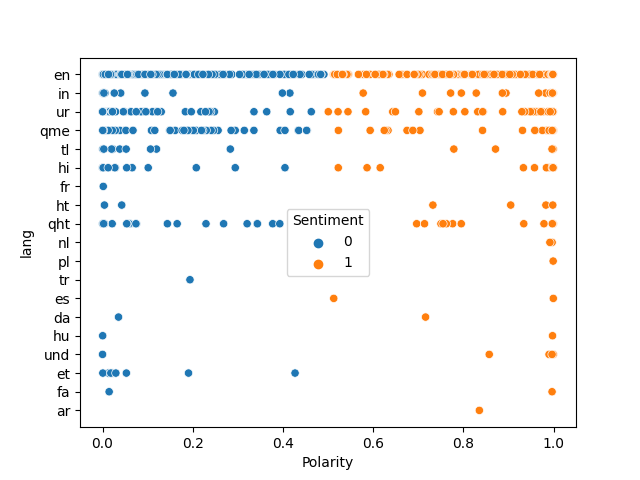 en
in
ur
qme
tl
hi
fr
ht
qht
nl
pl
tr
es
da
hu
und
et
fa
ar
lang
Sentiment
0
1
0.0 0.2 0.4 0.6 0.8 1.0
Polarity